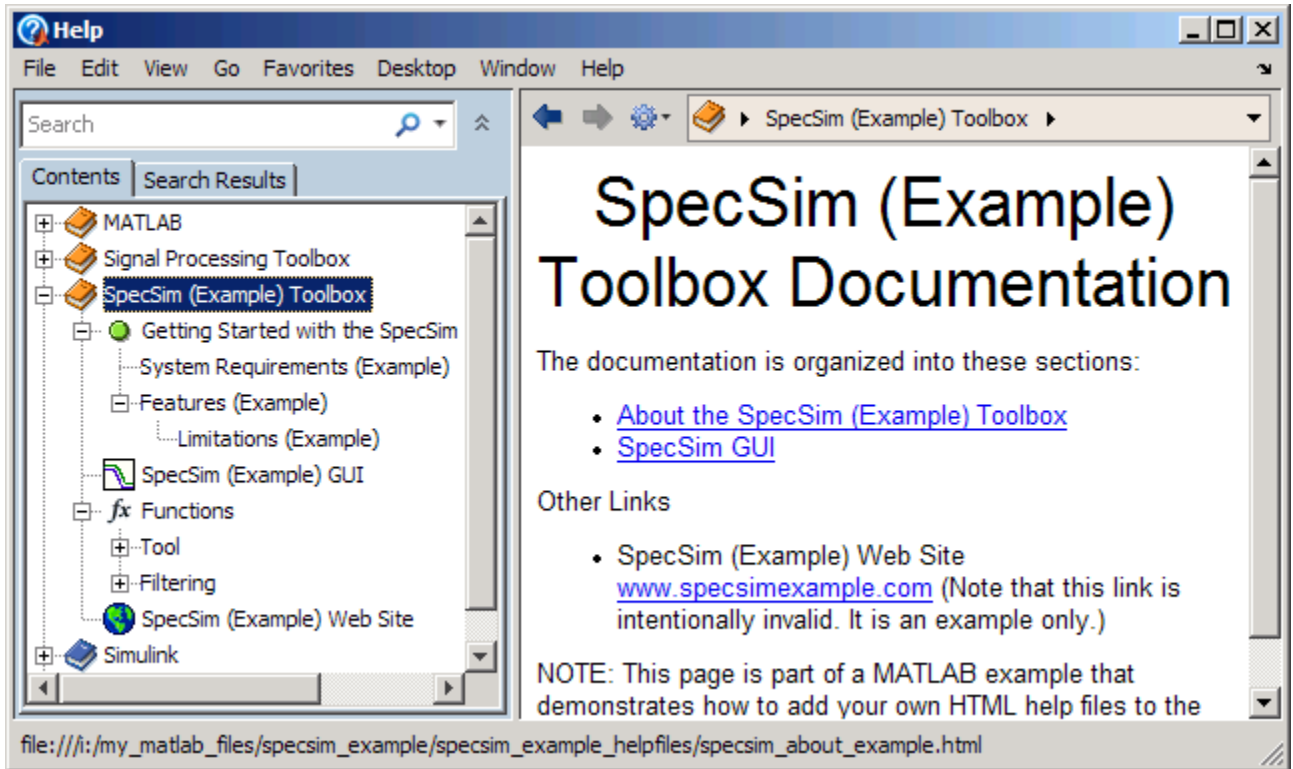 Help
File Edit View Go Favorites Desktop Window Help
Search
Contents Search Results
MATLAB
Signal Processing Toolbox
SpecSim (Example) Toolbox
Getting Started with the SpecSim
System Requirements (Example)
Features (Example)
Limitations (Example)
SpecSim (Example) GUI
fx Functions
Tool
Filtering
SpecSim (Example) Web Site
Simulink
SpecSim (Example) Toolbox
SpecSim (Example)
Toolbox Documentation
The documentation is organized into these sections:
• About the SpecSim (Example) Toolbox
• SpecSim GUI
Other Links
• SpecSim (Example) Web Site
www.specsimexample.com (Note that this link is
intentionally invalid. It is an example only.)
NOTE: This page is part of a MATLAB example that
demonstrates how to add your own HTML help files to the
file:///i:/my_matlab_files/specsim_example/specsim_example_helpfiles/specsim_about_example.html